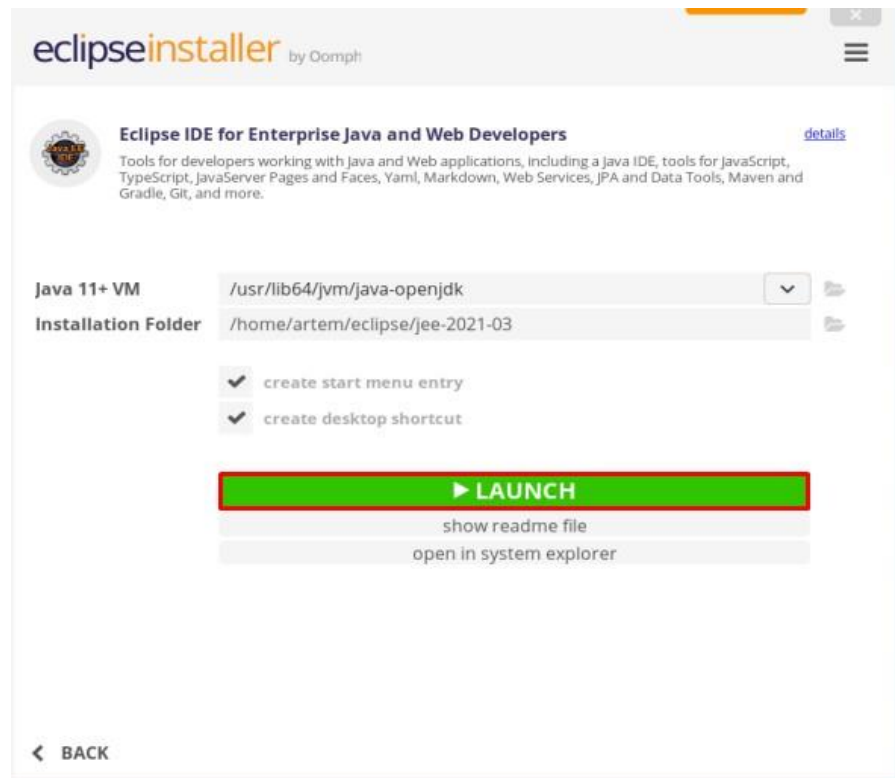 eclipseinstaller by Oomph
Eclipse IDE for Enterprise Java and Web Developers
details
Java EE
IDE
Tools for developers working with Java and Web applications, including a Java IDE, tools for JavaScript,
TypeScript, JavaServer Pages and Faces, Yaml, Markdown, Web Services, JPA and Data Tools, Maven and
Gradle, Git, and more.
Java 11+ VM
/usr/lib64/jvm/java-openjdk
Installation Folder
/home/artem/eclipse/jee-2021-03
create start menu entry
create desktop shortcut
LAUNCH
show readme file
open in system explorer
BACK